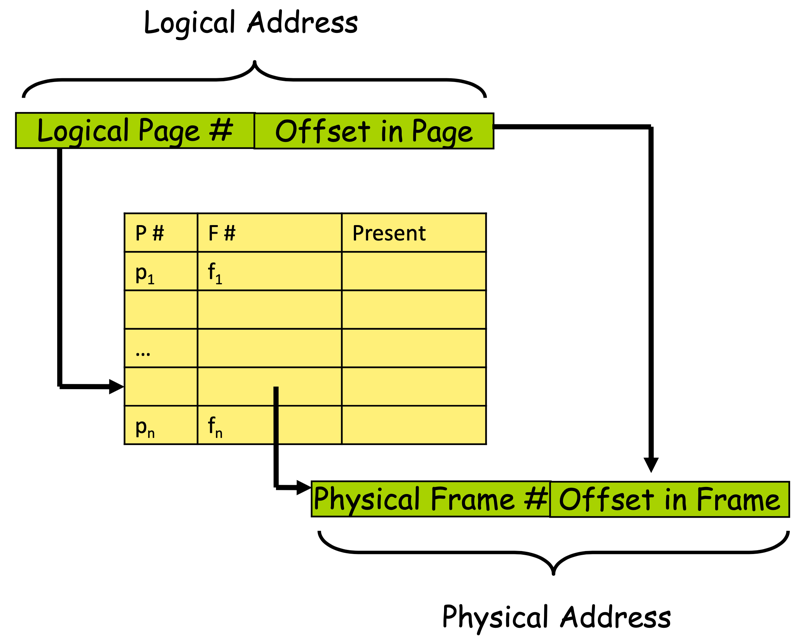 Logical Address
Logical Page # Offset in Page
P # F # Present
p₁ f₁
...
pₙ fₙ
Physical Frame # Offset in Frame
Physical Address